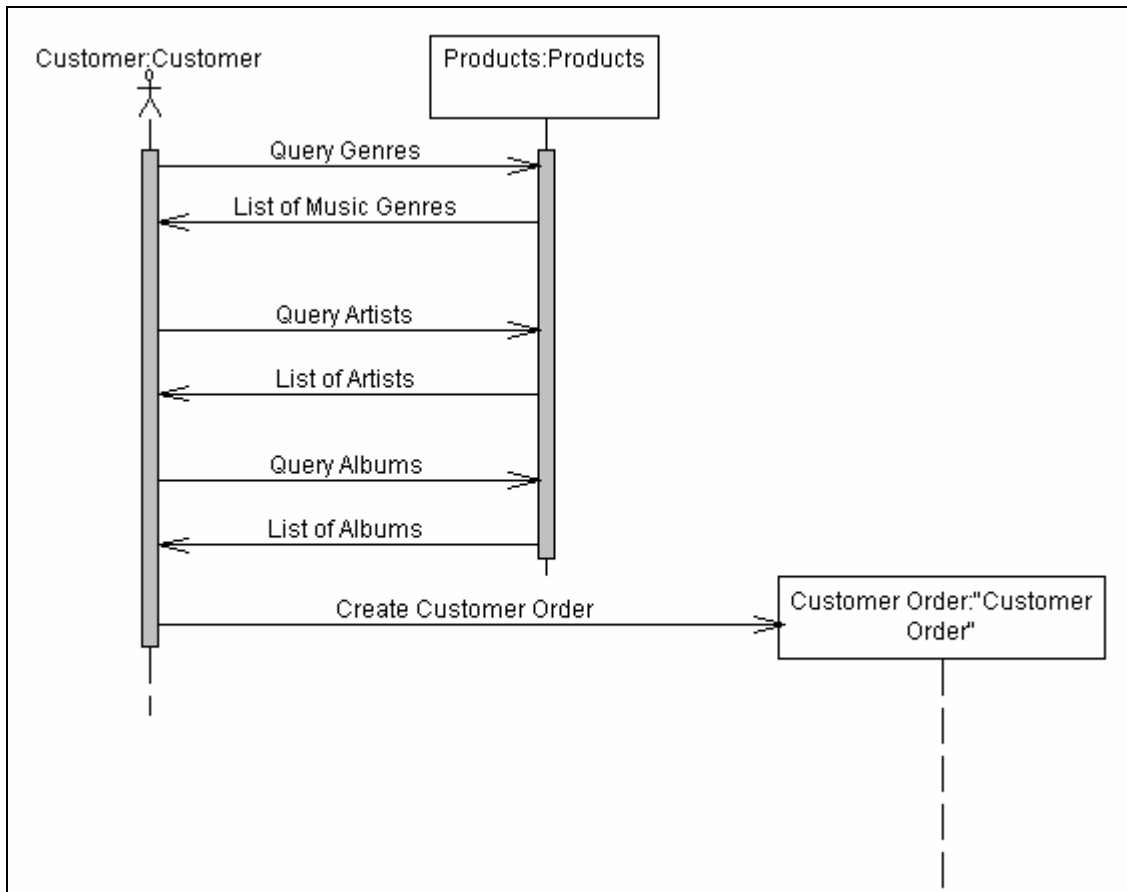 Customer:Customer
Products:Products
Query Genres
List of Music Genres
Query Artists
List of Artists
Query Albums
List of Albums
Create Customer Order
Customer Order:"Customer
Order"